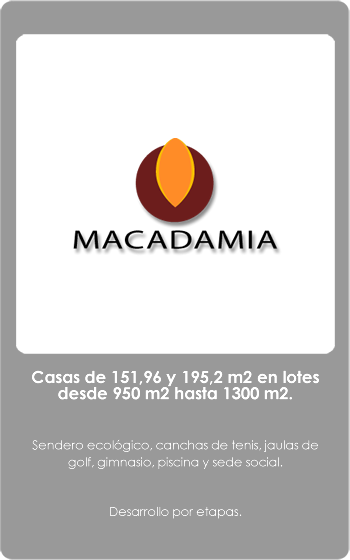 MACADAMIA
Casas de 151,96 y 195,2 m2 en lotes
desde 950 m2 hasta 1300 m2.
Sendero ecológico, canchas de tenis, jaulas de
golf, gimnasio, piscina y sede social.
Desarrollo por etapas.